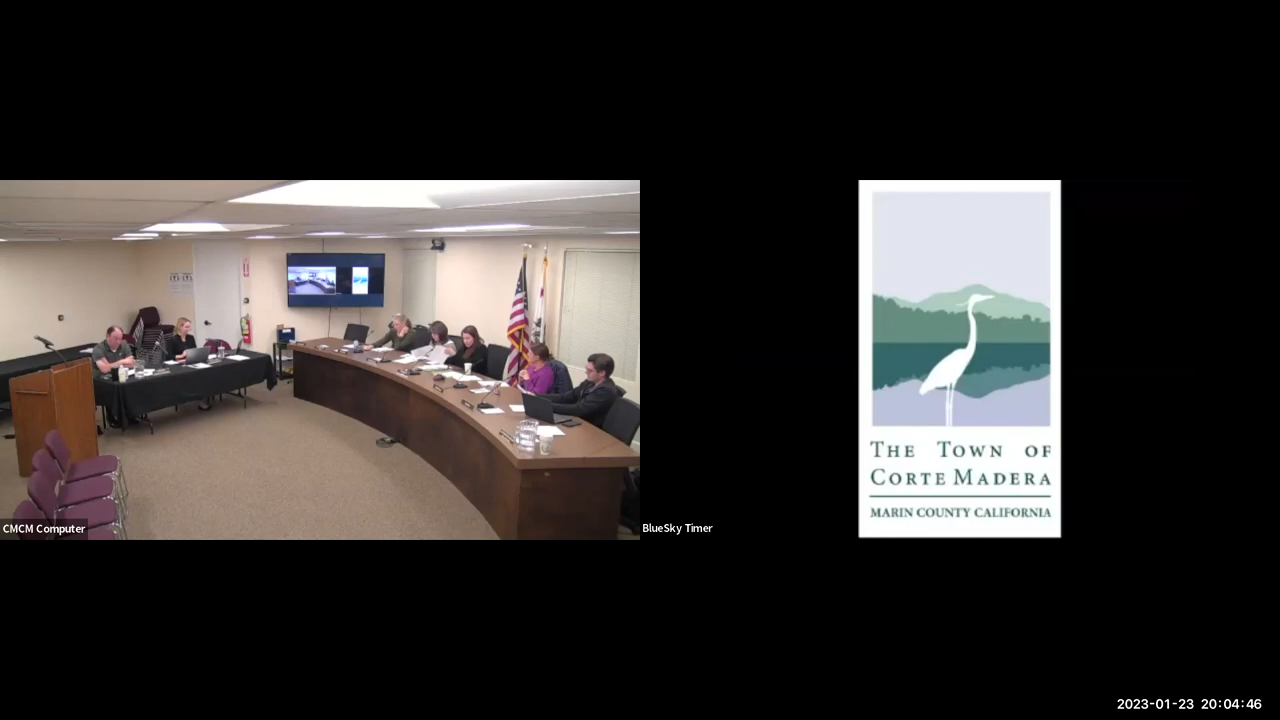 CMCM Computer
BlueSky Timer
THE TOWN OF
CORTE MADERA
MARIN COUNTY CALIFORNIA
2023-01-23 20:04:46